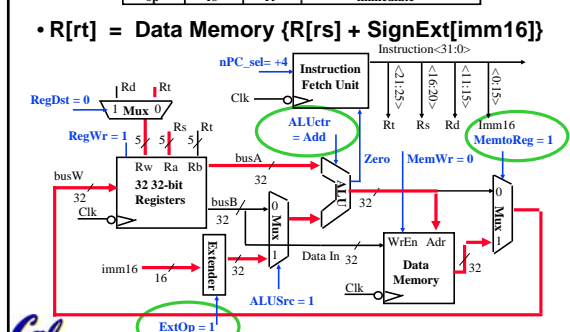 • R[rt] = Data Memory {R[rs] + SignExt[imm16]}
Instruction<31:0>
nPC_sel= +4
Instruction
Fetch Unit
Rd Rt
RegDst = 0
1 Mux 0
Clk
<21:25>
<16:20>
<11:15>
<0:15>
ALUctr
= Add
Rt Rs Rd Imm16
RegWr = 1
5 Rs 5 Rt 5
MemtoReg = 1
busA
Zero
MemWr = 0
Rw Ra Rb
busW
32
32 32-bit
Registers
32
ALU
busB
0
32
0
Clk
32
Mux
Mux
WrEn Adr
Extender
Data In
32
Data
Memory
32
imm16
16
32
1
1
Clk
ALUSrc = 1
Cal
ExtOp = 1